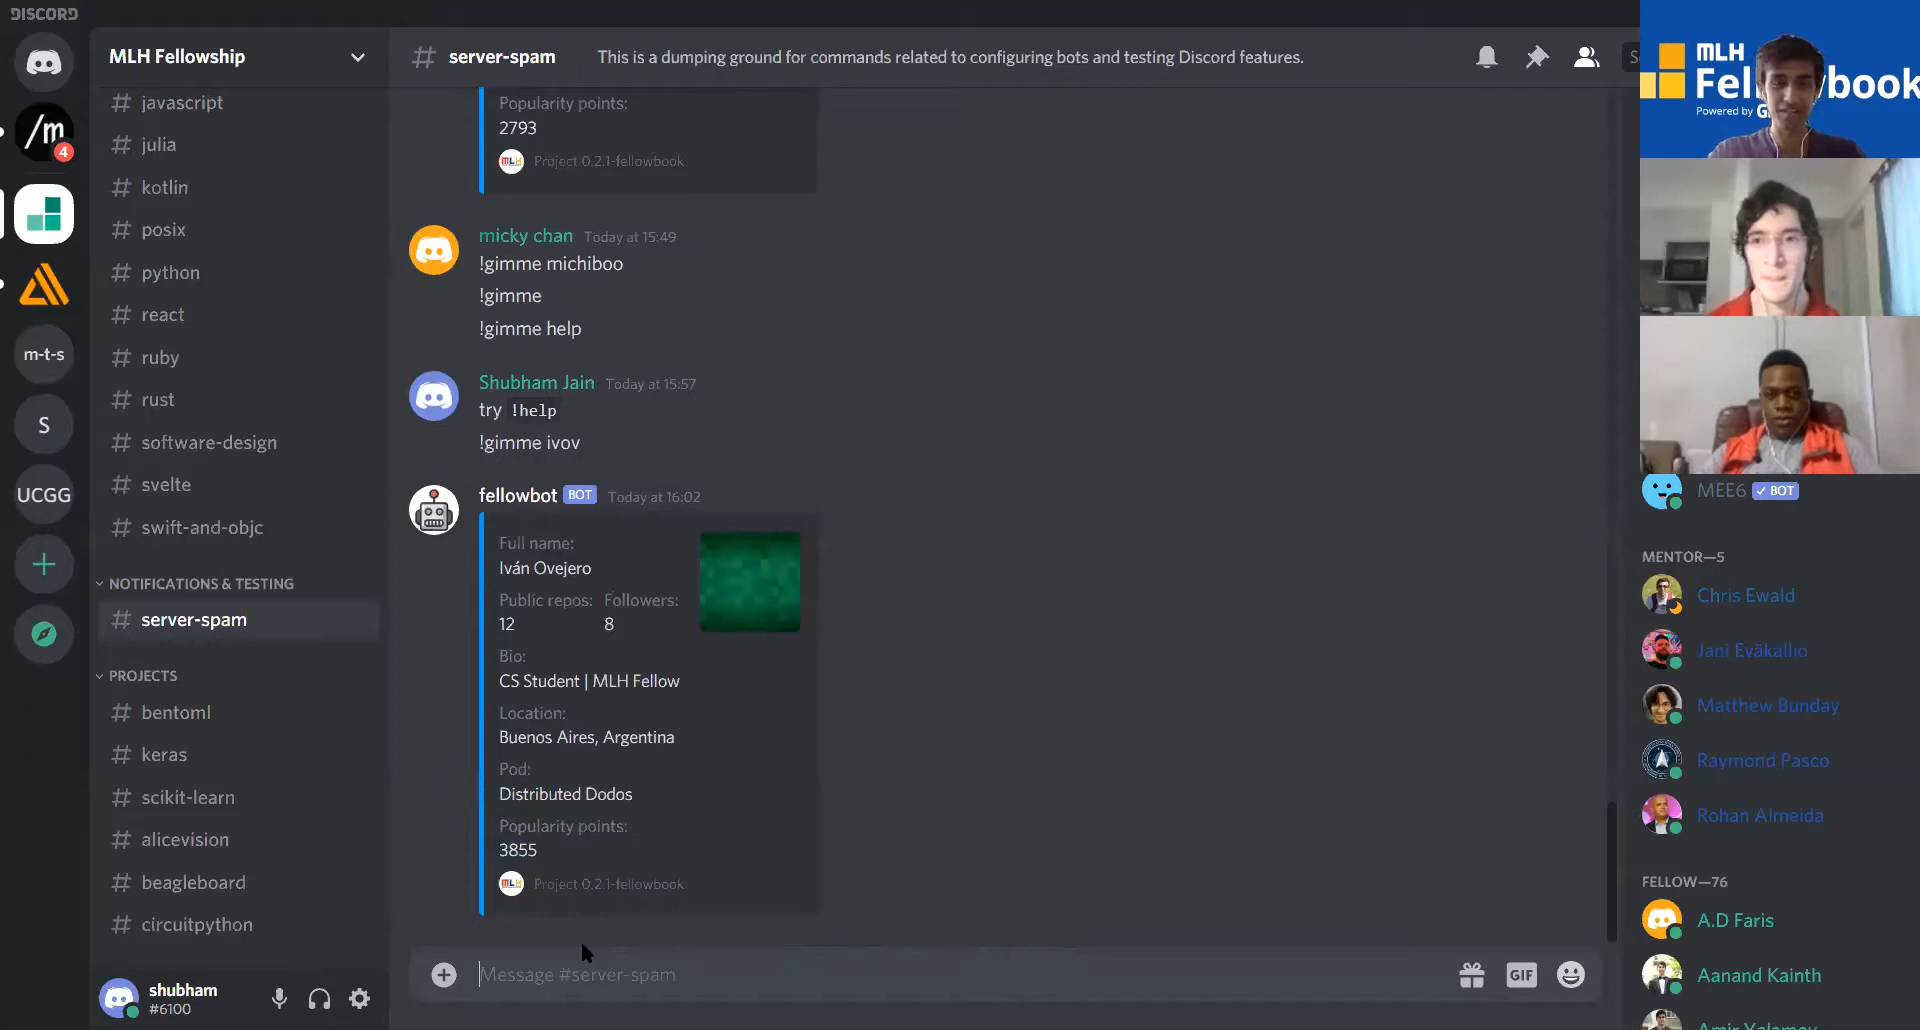 DISCORD
MLH Fellowship
# server-spam This is a dumping ground for commands related to configuring bots and testing Discord features.
/m
4
m-t-s
S
UCGG
# javascript
# julia
# kotlin
# posix
# python
# react
# ruby
# rust
# software-design
# svelte
# swift-and-objc
NOTIFICATIONS & TESTING
# server-spam
PROJECTS
# bentoml
# keras
# scikit-learn
# alicevision
# beagleboard
# circuitpython
shubham
#6100
Popularity points:
2793
MLH Project 0.2.1-fellowbook
micky chan Today at 15:49
!gimme michiboo
!gimme
!gimme help
Shubham Jain Today at 15:57
try !help
!gimme ivov
fellowbot BOT Today at 16:02
Full name:
Iván Ovejero
Public repos: Followers:
12 8
Bio:
CS Student | MLH Fellow
Location:
Buenos Aires, Argentina
Pod:
Distributed Dodos
Popularity points:
3855
MLH Project 0.2.1-fellowbook
Message #server-spam
GIF
MLH
Fel book
Powered by G
MEE6 ✓ BOT
MENTOR—5
Chris Ewald
Jani Eväkallio
Matthew Bunday
Raymond Pasco
Rohan Almeida
FELLOW—76
A.D Faris
Aanand Kainth